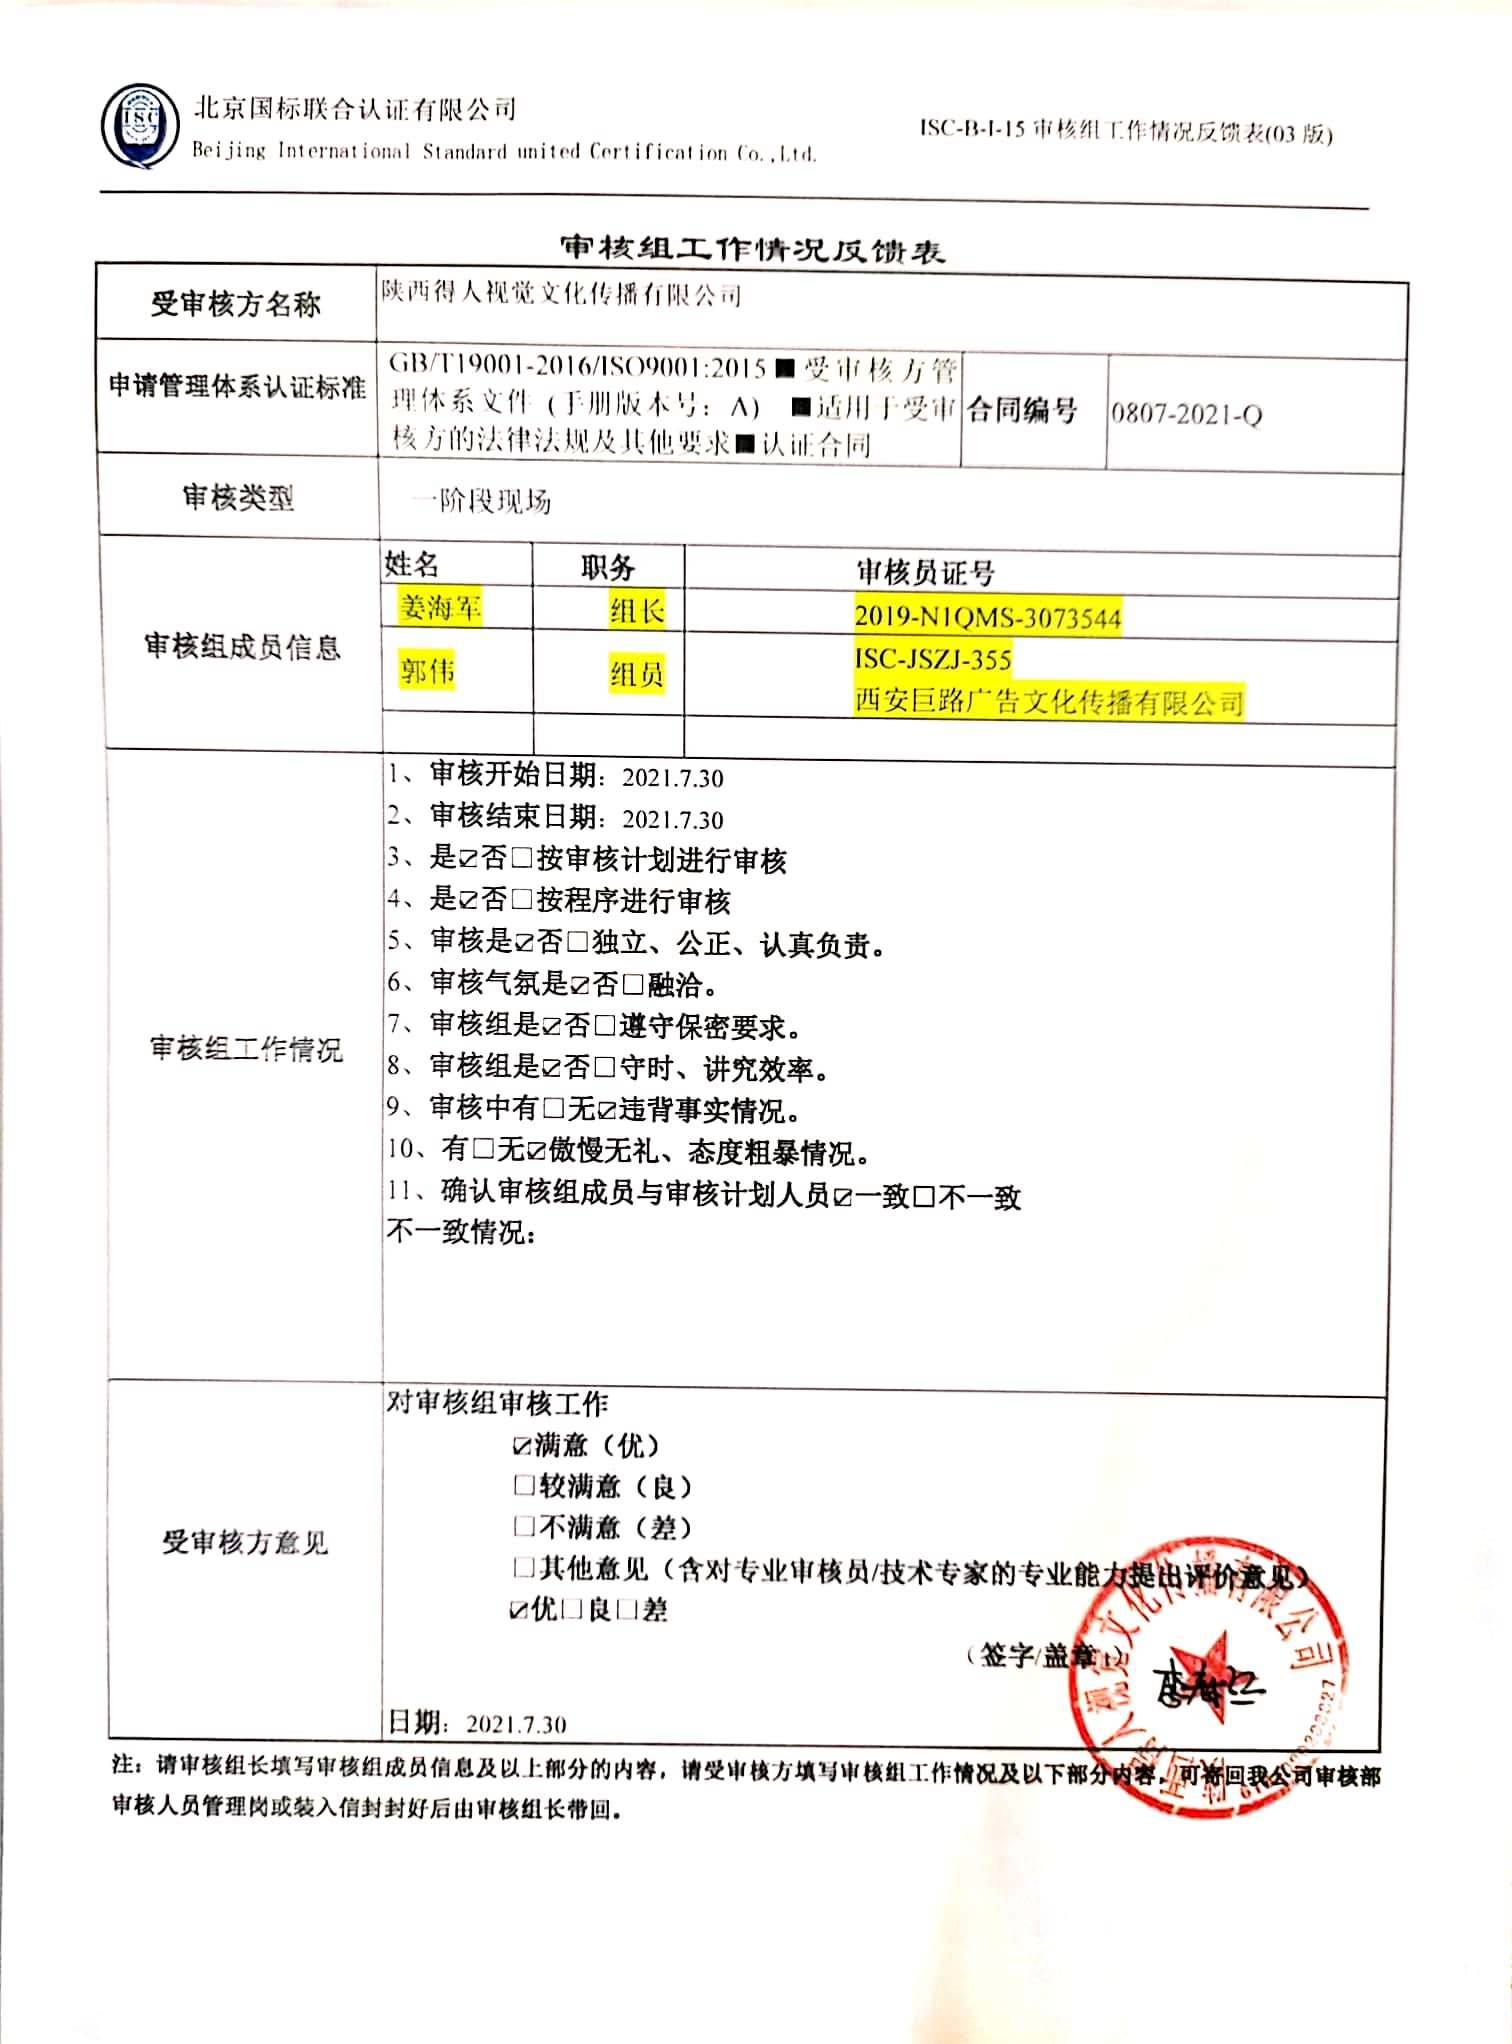 ISC
北京国标联合认证有限公司
Beijing International Standard united Certification Co.,Ltd.
ISC-B-I-15 审核组工作情况反馈表(03 版)
审核组工作情况反馈表
受审核方名称
陕西得人视觉文化传播有限公司
申请管理体系认证标准
GB/T19001-2016/ISO9001:2015■受审核方管
理体系文件（手册版本号：A） ■适用于受审
核方的法律法规及其他要求■认证合同
合同编号
0807-2021-Q
审核类型
一阶段现场
审核组成员信息
姓名 职务 审核员证号
姜海军 组长 2019-N1QMS-3073544
郭伟 组员 ISC-JSZJ-355
西安巨路广告文化传播有限公司
审核组工作情况
1、审核开始日期：2021.7.30
2、审核结束日期：2021.7.30
3、是☑否□按审核计划进行审核
4、是☑否□按程序进行审核
5、审核是☑否□独立、公正、认真负责。
6、审核气氛是☑否□融洽。
7、审核组是☑否□遵守保密要求。
8、审核组是☑否□守时、讲究效率。
9、审核中有□无☑违背事实情况。
10、有□无☑傲慢无礼、态度粗暴情况。
11、确认审核组成员与审核计划人员☑一致□不一致
不一致情况：
受审核方意见
对审核组审核工作
☑满意（优）
□较满意（良）
□不满意（差）
□其他意见（含对专业审核员/技术专家的专业能力提出评价意见）
☑优□良□差
（签字/盖章：）
日期：2021.7.30
注：请审核组长填写审核组成员信息及以上部分的内容，请受审核方填写审核组工作情况及以下部分内容，可寄回我公司审核部
审核人员管理岗或装入信封封好后由审核组长带回。
陕西得人视觉文化传播有限公司